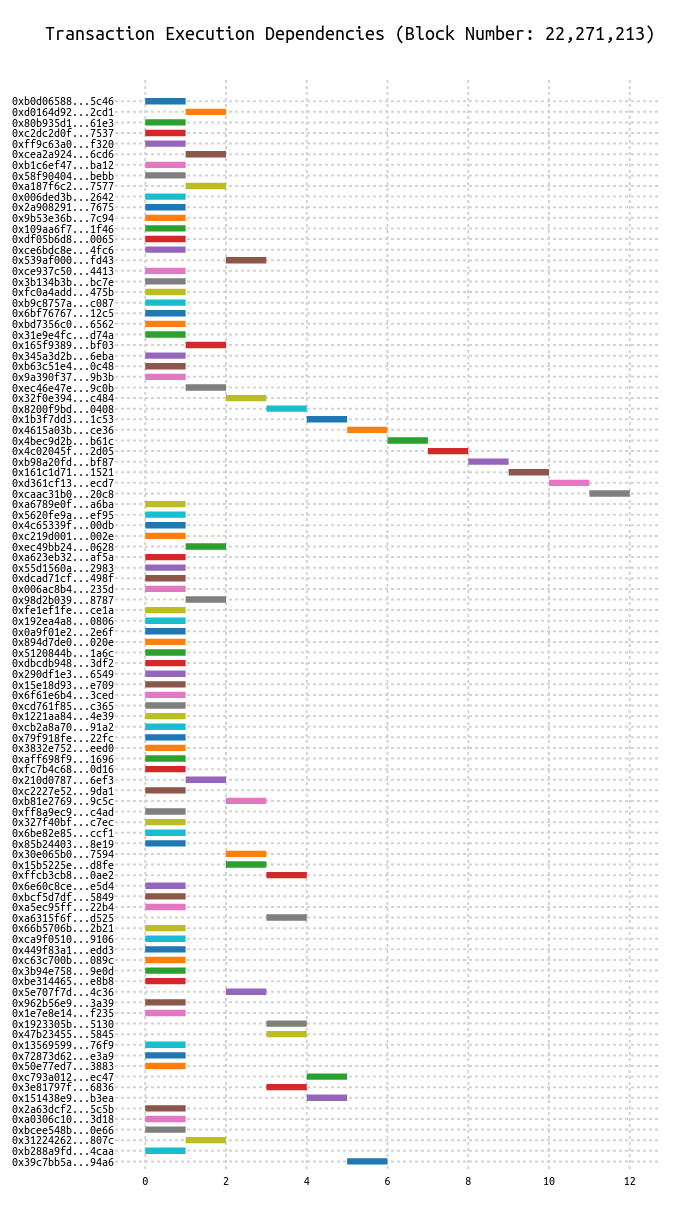 Transaction Execution Dependencies (Block Number: 22,271,213)
0xb0d06588...5c46
0xd0164d92...2cd1
0x80b935d1...61e3
0xc2dc2d0f...7537
0xff9c63a0...f320
0xcea2a924...6cd6
0xb1c6ef47...ba12
0x58f90404...bebb
0xa187f6c2...7577
0x006ded3b...2642
0x2a908291...7675
0x9b53e36b...7c94
0x109aa6f7...1f46
0xdf05b6d8...0065
0xce6bdc8e...4fc6
0x539af000...fd43
0xce937c50...4413
0x3b134b3b...bc7e
0xfc0a4add...475b
0xb9c8757a...c087
0x6bf76767...12c5
0xbd7356c0...6562
0x31e9e4fc...d74a
0x165f9389...bf03
0x345a3d2b...6eba
0xb63c51e4...0c48
0x9a390f37...9b3b
0xec46e47e...9c0b
0x32f0e394...c484
0x8200f9bd...0408
0x1b3f7dd3...1c53
0x4615a03b...ce36
0x4bec9d2b...b61c
0x4c02045f...2d05
0xb98a20fd...bf87
0x161c1d71...1521
0xd361cf13...ecd7
0xcaac31b0...20c8
0xa6789e0f...a6ba
0x5620fe9a...ef95
0x4c65339f...00db
0xc219d001...002e
0xec49bb24...0628
0xa623eb32...af5a
0x55d1560a...2983
0xdcad71cf...498f
0x006ac8b4...235d
0x98d2b039...8787
0xfe1ef1fe...ce1a
0x192ea4a8...0806
0x0a9f01e2...2e6f
0x894d7de0...020e
0x5120844b...1a6c
0xdbcdb948...3df2
0x290df1e3...6549
0x15e18d93...e709
0x6f61e6b4...3ced
0xcd761f85...c365
0x1221aa84...4e39
0xcb2a8a70...91a2
0x79f918fe...22fc
0x3832e752...eed0
0xaff698f9...1696
0xfc7b4c68...0d16
0x210d0787...6ef3
0xc2227e52...9da1
0xb81e2769...9c5c
0xff8a9ec9...c4ad
0x327f40bf...c7ec
0x6be82e85...ccf1
0x85b24403...8e19
0x30e065b0...7594
0x15b5225e...d8fe
0xffcb3cb8...0ae2
0x6e60c8ce...e5d4
0xbcf5d7df...5849
0xa5ec95ff...22b4
0xa6315f6f...d525
0x66b5706b...2b21
0xca9f0510...9106
0x449f83a1...edd3
0xc63c700b...089c
0x3b94e758...9e0d
0xbe314465...e8b8
0x5e707f7d...4c36
0x962b56e9...3a39
0x1e7e8e14...f235
0x1923305b...5130
0x47b23455...5845
0x13569599...76f9
0x72873d62...e3a9
0x50e77ed7...3883
0xc793a012...ec47
0x3e81797f...6836
0x151438e9...b3ea
0x2a63dcf2...5c5b
0xa0306c10...3d18
0xbcee548b...0e66
0x31224262...807c
0xb288a9fd...4caa
0x39c7bb5a...94a6
0 2 4 6 8 10 12